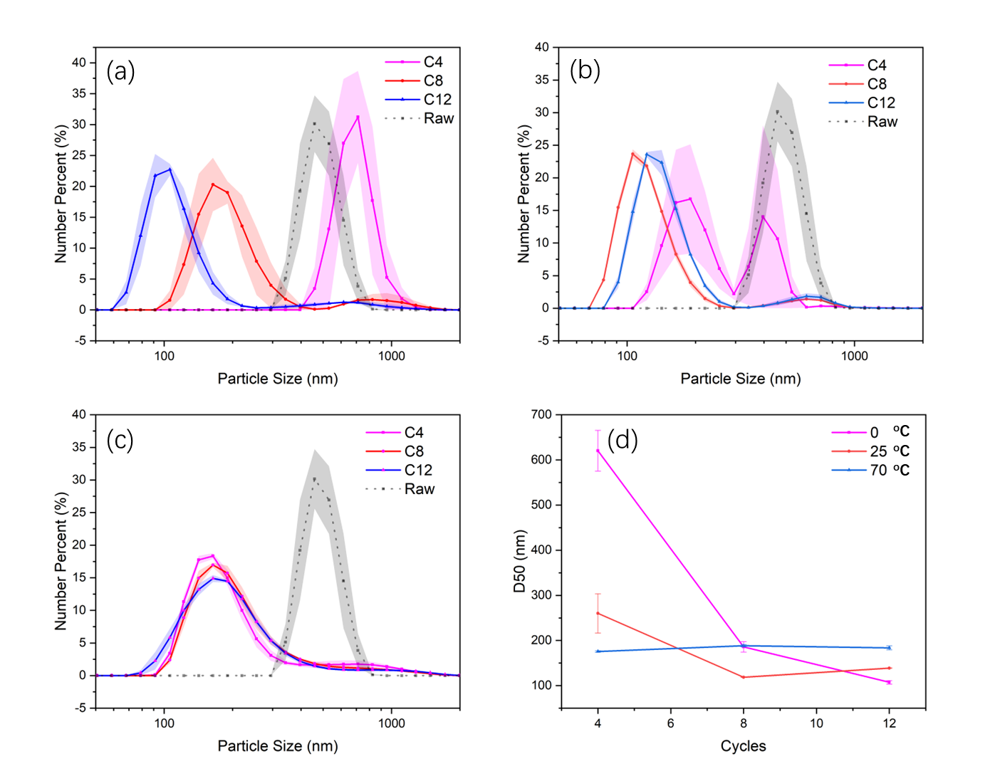 (a)
C4
C8
C12
Raw
40
35
30
25
20
15
10
5
0
-5
Number Percent (%)
100
1000
Particle Size (nm)
(b)
C4
C8
C12
Raw
40
35
30
25
20
15
10
5
0
-5
Number Percent (%)
100
1000
Particle Size (nm)
(c)
C4
C8
C12
Raw
40
35
30
25
20
15
10
5
0
-5
Number Percent (%)
100
1000
Particle Size (nm)
(d)
0 ℃
25 ℃
70 ℃
700
600
500
400
300
200
100
D50 (nm)
4
6
8
10
12
Cycles